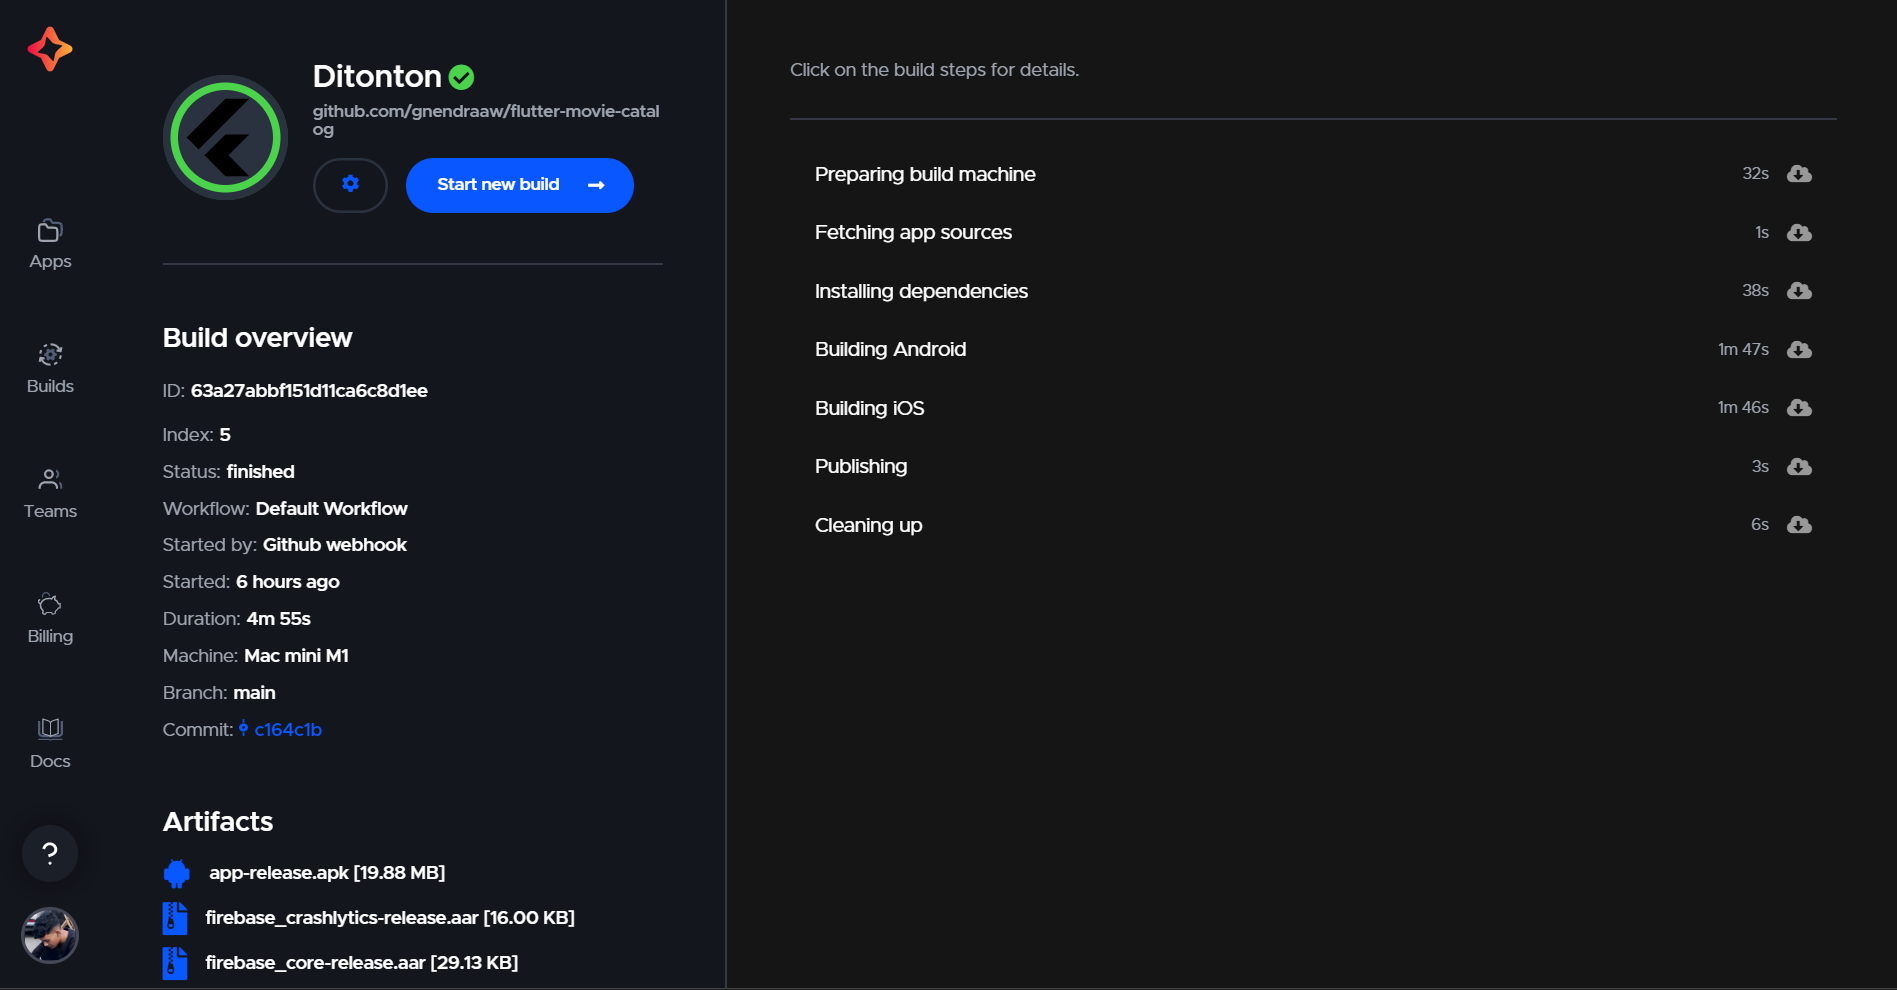 Apps
Builds
Teams
Billing
Docs
?
Ditonton
github.com/gnendraaw/flutter-movie-catal
og
Start new build
Build overview
ID: 63a27abbf151d11ca6c8d1ee
Index: 5
Status: finished
Workflow: Default Workflow
Started by: Github webhook
Started: 6 hours ago
Duration: 4m 55s
Machine: Mac mini M1
Branch: main
Commit: c164c1b
Artifacts
app-release.apk [19.88 MB]
firebase_crashlytics-release.aar [16.00 KB]
firebase_core-release.aar [29.13 KB]
Click on the build steps for details.
Preparing build machine 32s
Fetching app sources 1s
Installing dependencies 38s
Building Android 1m 47s
Building iOS 1m 46s
Publishing 3s
Cleaning up 6s